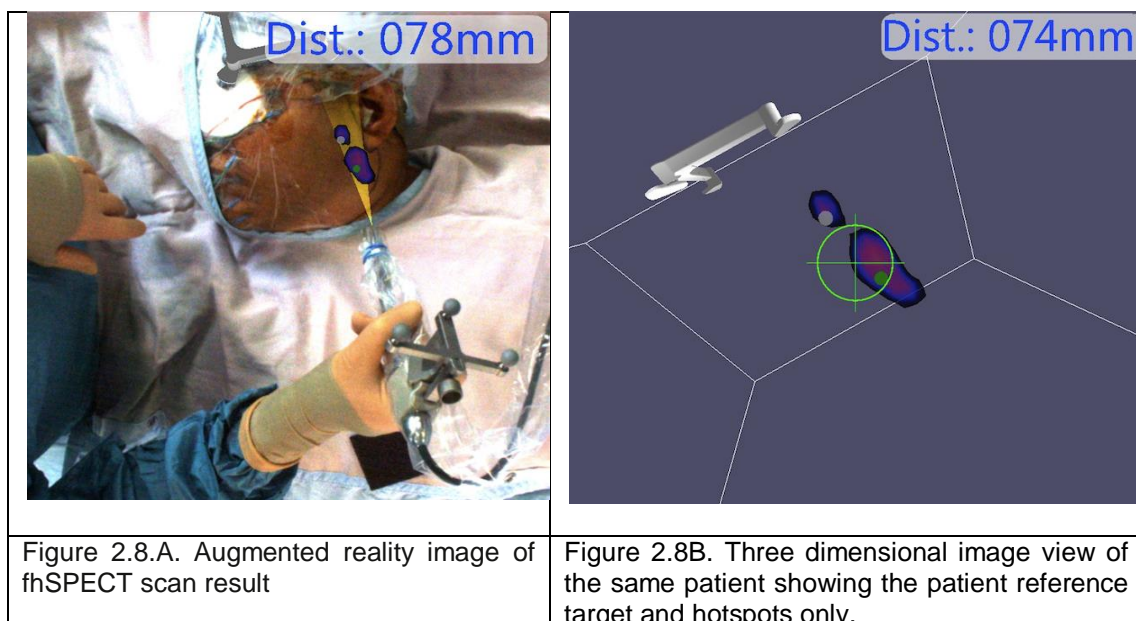 Dist.: 078mm
Dist.: 074mm
Figure 2.8.A. Augmented reality image of
fhSPECT scan result
Figure 2.8B. Three dimensional image view of
the same patient showing the patient reference
target and hotspots only.